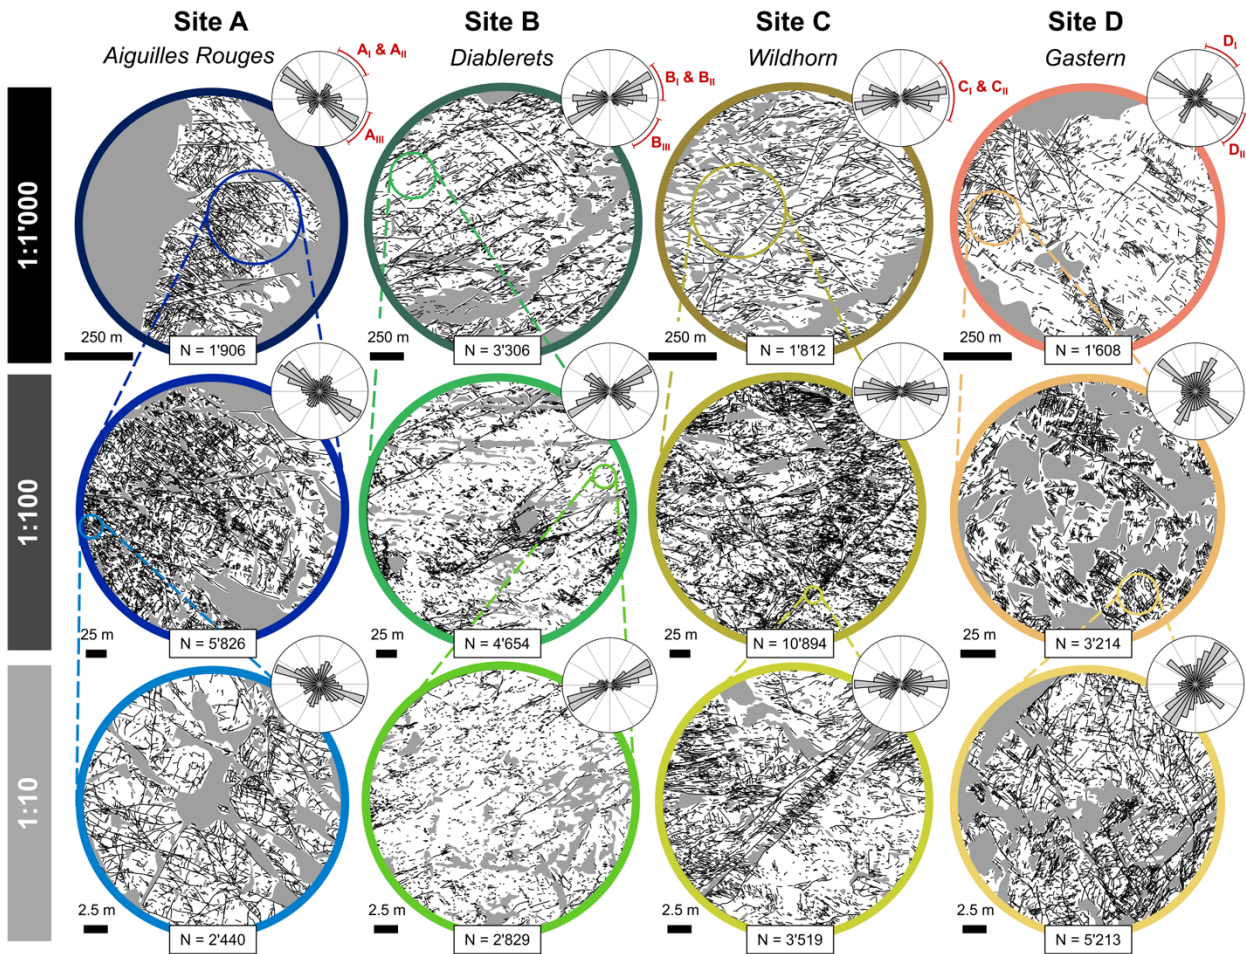 Site A
Site B
Site C
Site D
Aiguilles Rouges
Diablerets
Wildhorn
Gastern
A_I & A_II
A_III
B_I & B_II
B_III
C_I & C_II
D_I
D_II
1:1'000
250 m
N = 1'906
250 m
N = 3'306
250 m
N = 1'812
250 m
N = 1'608
1:100
25 m
N = 5'826
25 m
N = 4'654
25 m
N = 10'894
25 m
N = 3'214
1:10
2.5 m
N = 2'440
2.5 m
N = 2'829
2.5 m
N = 3'519
2.5 m
N = 5'213